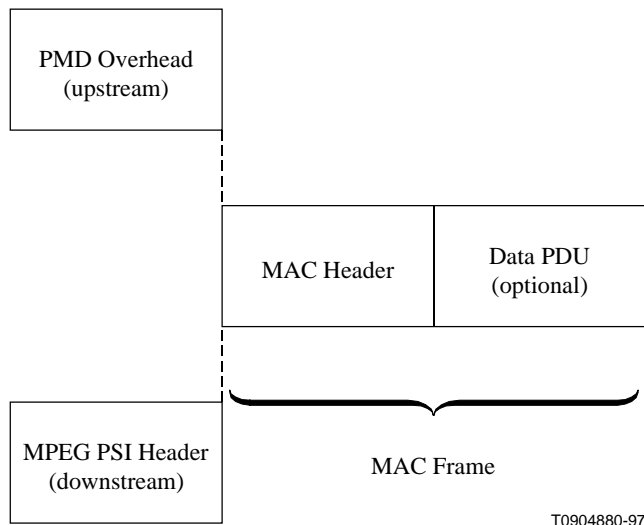 PMD Overhead
(upstream)
MAC Header
Data PDU
(optional)
MPEG PSI Header
(downstream)
MAC Frame
T0904880-97